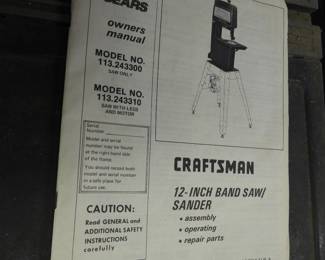 SEARS
owners
manual
MODEL NO.
113.243300
SAW ONLY
MODEL NO.
113.243310
SAW WITH LEGS
AND MOTOR
Serial
Number
Model and serial
number may be found
at the right-hand side
of the frame.
You should record both
model and serial number
in a safe place for
future use.
CAUTION:
Read GENERAL and
ADDITIONAL SAFETY
INSTRUCTIONS
carefully
CRAFTSMAN
12-INCH BAND SAW/
SANDER
• assembly
• operating
• repair parts